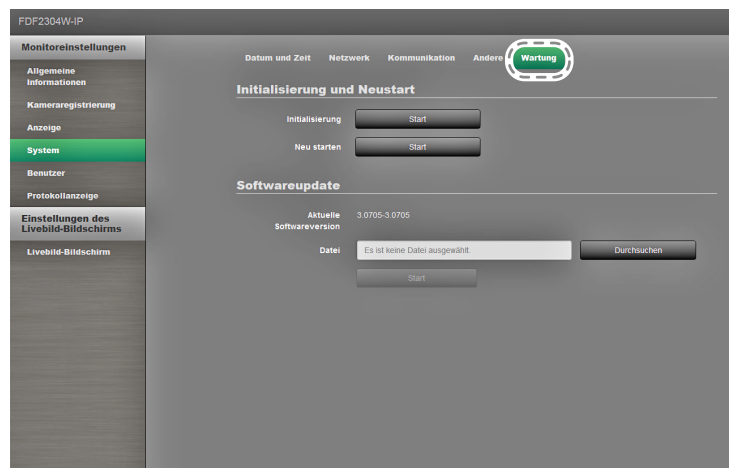 FDF2304W-IP
Monitoreinstellungen
Allgemeine
Informationen
Kameraregistrierung
Anzeige
System
Benutzer
Protokollanzeige
Einstellungen des
Livebild-Bildschirms
Livebild-Bildschirm
Datum und Zeit Netzwerk Kommunikation Andere Wartung
Initialisierung und Neustart
Initialisierung Start
Neu starten Start
Softwareupdate
Aktuelle
Softwareversion
3.0705-3.0705
Datei Es ist keine Datei ausgewählt. Durchsuchen
Start